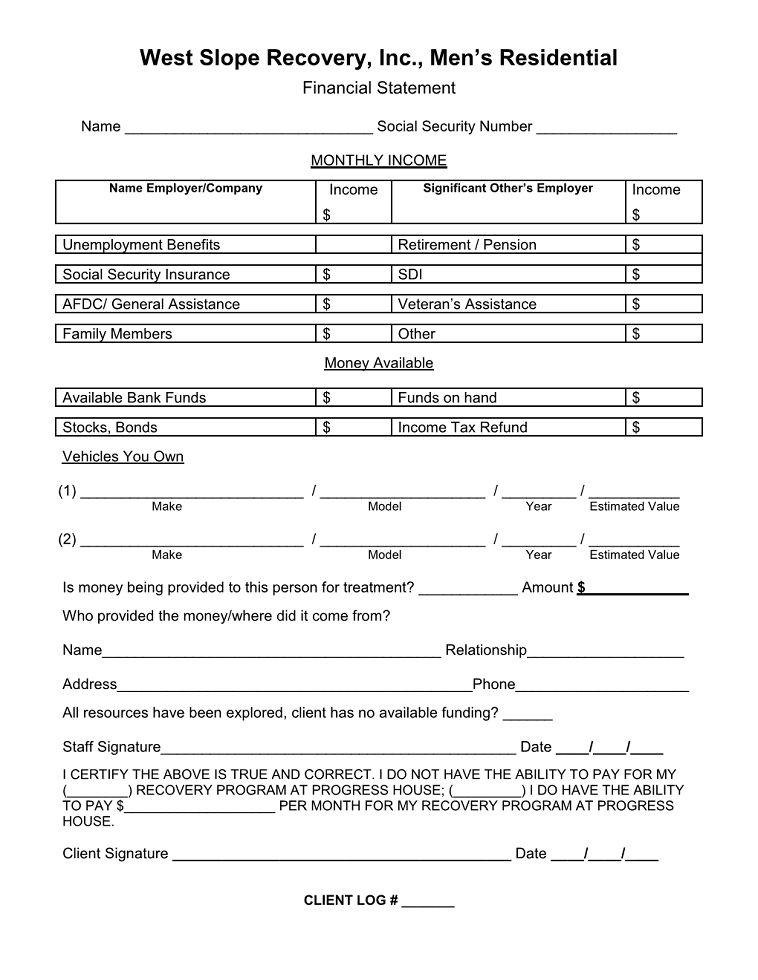 West Slope Recovery, Inc., Men's Residential
Financial Statement
Name _______________________________ Social Security Number _________________
MONTHLY INCOME
Name Employer/Company Income Significant Other's Employer Income
$ $
Unemployment Benefits Retirement / Pension $
Social Security Insurance $ SDI $
AFDC/ General Assistance $ Veteran's Assistance $
Family Members $ Other $
Money Available
Available Bank Funds $ Funds on hand $
Stocks, Bonds $ Income Tax Refund $
Vehicles You Own
(1) ____________________________ / ____________________ / _________ / ___________
Make Model Year Estimated Value
(2) ____________________________ / ____________________ / _________ / ___________
Make Model Year Estimated Value
Is money being provided to this person for treatment? ____________ Amount $_____________
Who provided the money/where did it come from?
Name__________________________________________ Relationship___________________
Address____________________________________________Phone_____________________
All resources have been explored, client has no available funding? ______
Staff Signature____________________________________________ Date ____/____/____
I CERTIFY THE ABOVE IS TRUE AND CORRECT. I DO NOT HAVE THE ABILITY TO PAY FOR MY
(________) RECOVERY PROGRAM AT PROGRESS HOUSE; (_________) I DO HAVE THE ABILITY
TO PAY $____________________ PER MONTH FOR MY RECOVERY PROGRAM AT PROGRESS
HOUSE.
Client Signature __________________________________________ Date ____/____/____
CLIENT LOG # _______